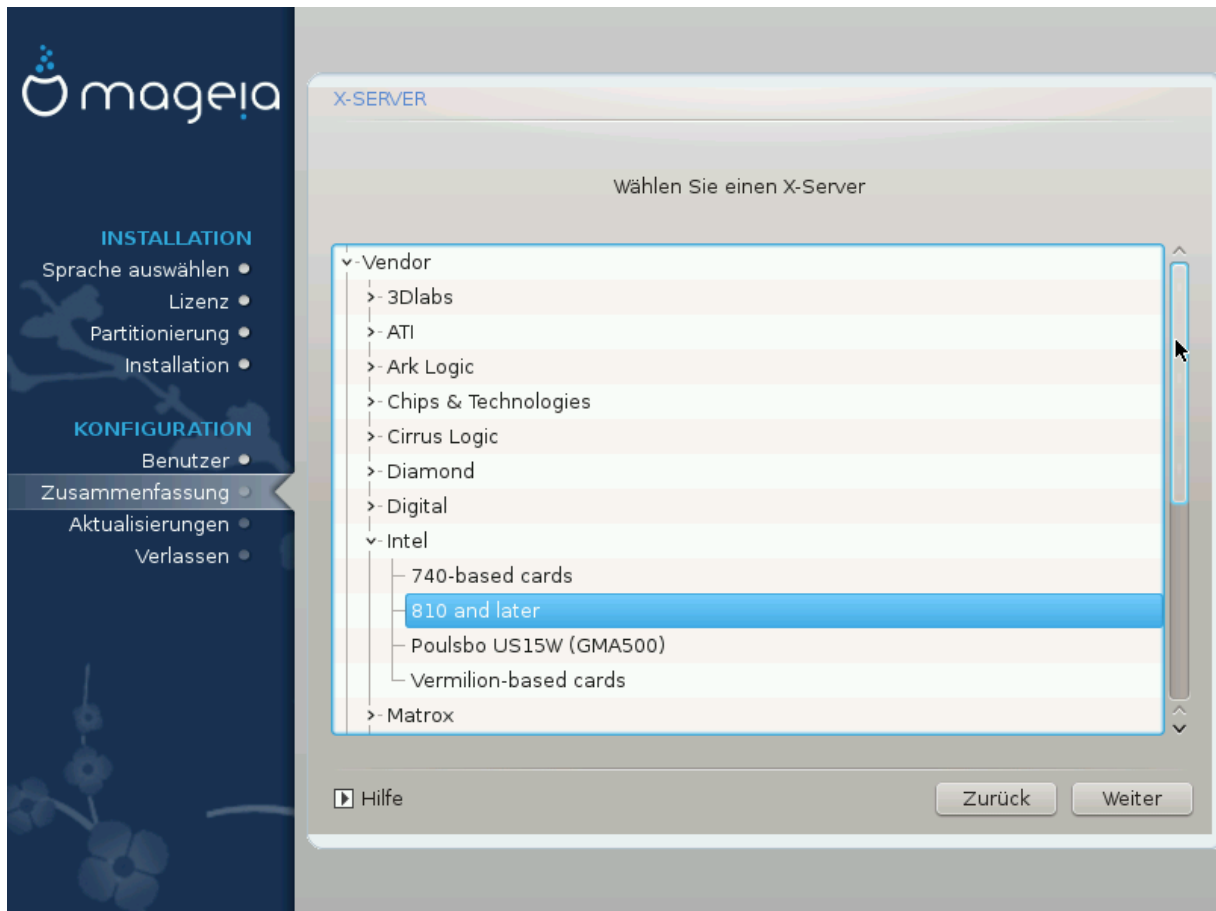 mageia
INSTALLATION
Sprache auswählen
Lizenz
Partitionierung
Installation
KONFIGURATION
Benutzer
Zusammenfassung
Aktualisierungen
Verlassen
X-SERVER
Wählen Sie einen X-Server
Vendor
3Dlabs
ATI
Ark Logic
Chips & Technologies
Cirrus Logic
Diamond
Digital
Intel
740-based cards
810 and later
Poulsbo US15W (GMA500)
Vermilion-based cards
Matrox
Hilfe
Zurück
Weiter